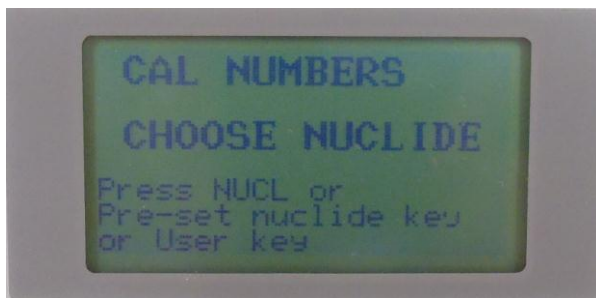 CAL NUMBERS
CHOOSE NUCLIDE
Press NUCL or
Pre-set nuclide key
or User key